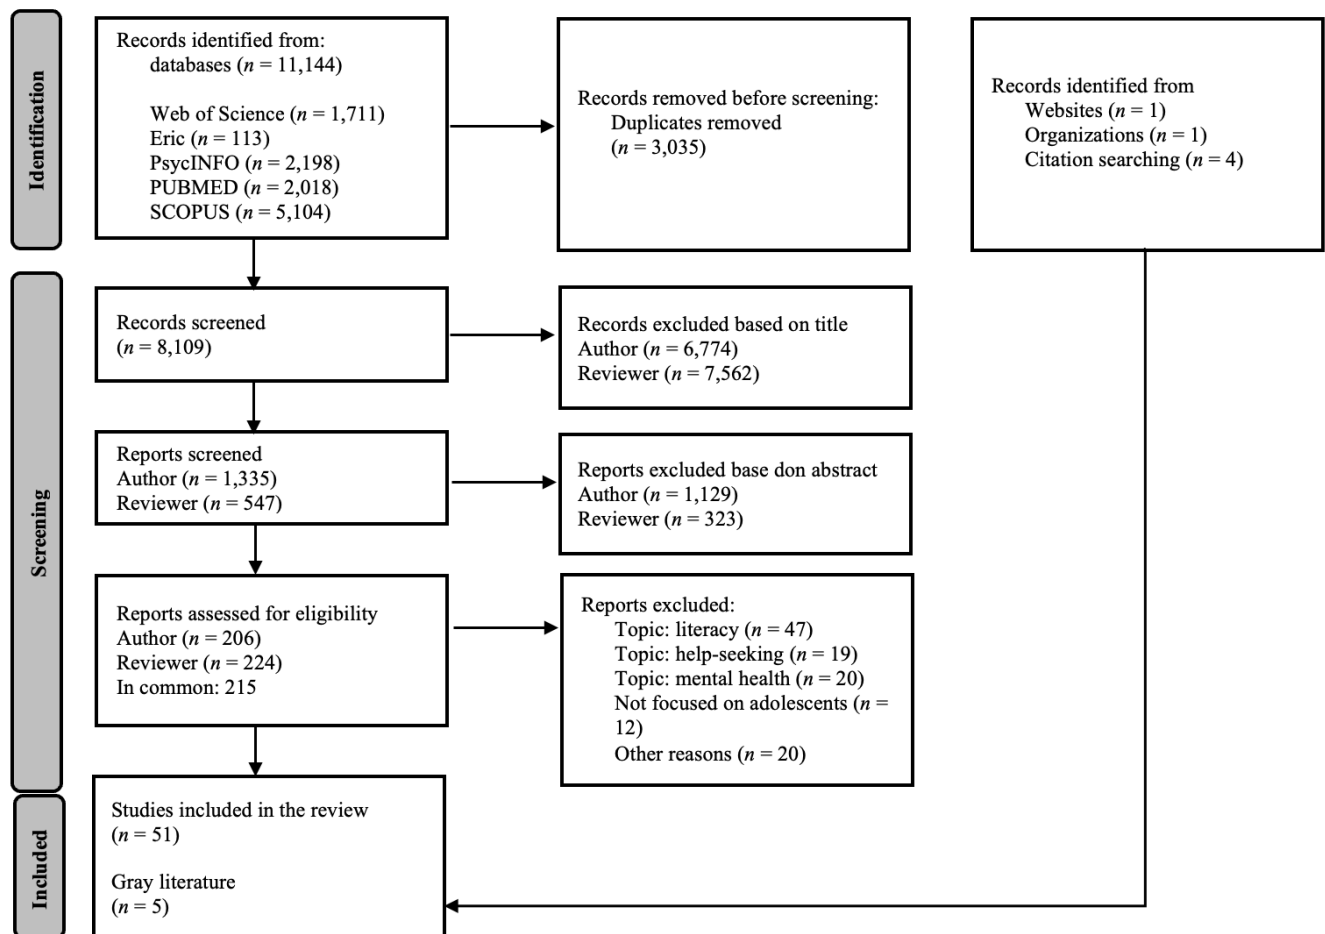 Identification
Records identified from:
databases (n = 11,144)
Web of Science (n = 1,711)
Eric (n = 113)
PsycINFO (n = 2,198)
PUBMED (n = 2,018)
SCOPUS (n = 5,104)
Records removed before screening:
Duplicates removed
(n = 3,035)
Records identified from
Websites (n = 1)
Organizations (n = 1)
Citation searching (n = 4)
Screening
Records screened
(n = 8,109)
Records excluded based on title
Author (n = 6,774)
Reviewer (n = 7,562)
Reports screened
Author (n = 1,335)
Reviewer (n = 547)
Reports excluded base don abstract
Author (n = 1,129)
Reviewer (n = 323)
Reports assessed for eligibility
Author (n = 206)
Reviewer (n = 224)
In common: 215
Reports excluded:
Topic: literacy (n = 47)
Topic: help-seeking (n = 19)
Topic: mental health (n = 20)
Not focused on adolescents (n =
12)
Other reasons (n = 20)
Included
Studies included in the review
(n = 51)
Gray literature
(n = 5)